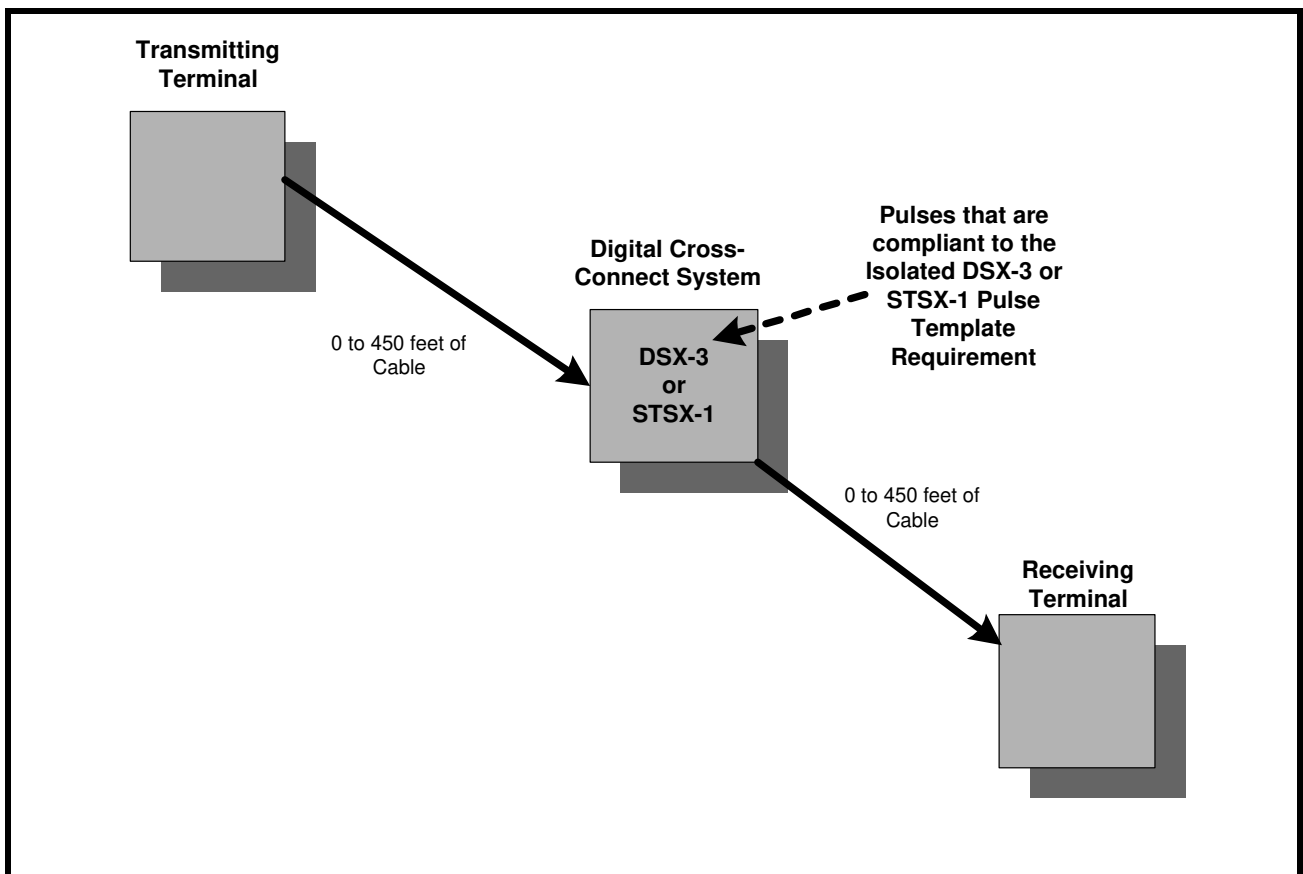 Transmitting
Terminal
Pulses that are
compliant to the
Isolated DSX-3 or
STSX-1 Pulse
Template
Requirement
Digital Cross-
Connect System
0 to 450 feet of
Cable
DSX-3
or
STSX-1
0 to 450 feet of
Cable
Receiving
Terminal